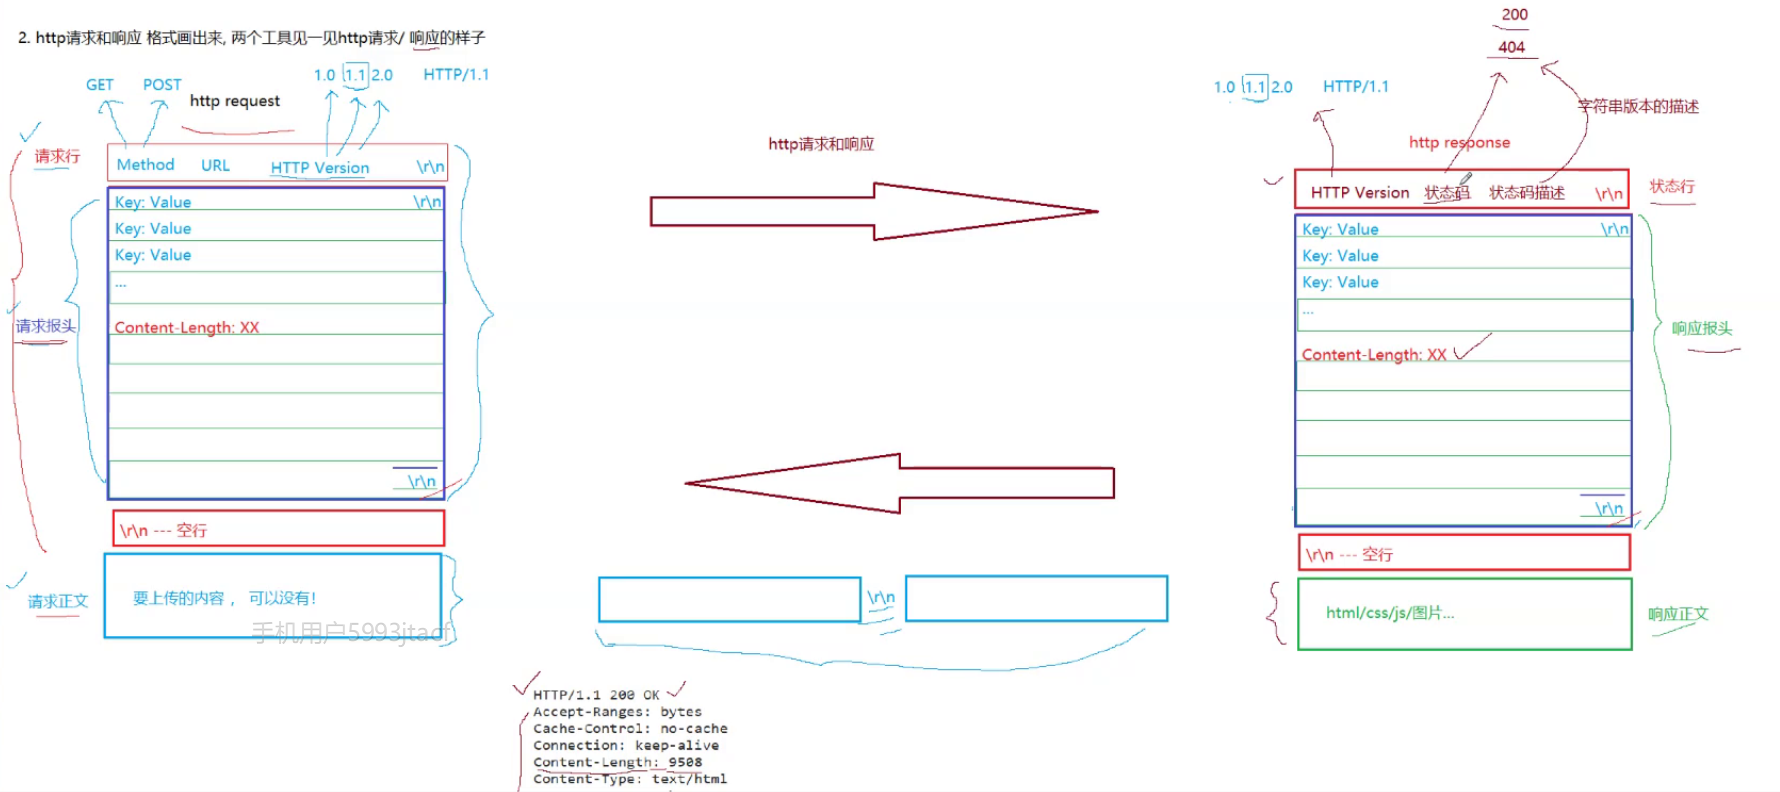 2. http请求和响应 格式画出来, 两个工具见一见http请求/ 响应的样子
GET POST
1.0 1.1 2.0 HTTP/1.1
http request
请求行
Method URL HTTP Version \r\n
Key: Value \r\n
Key: Value
Key: Value
...
请求报头
Content-Length: XX
\r\n
\r\n --- 空行
请求正文
要上传的内容 ， 可以没有!
手机用户5993jtacf
http请求和响应
\r\n
HTTP/1.1 200 OK
Accept-Ranges: bytes
Cache-Control: no-cache
Connection: keep-alive
Content-Length: 9508
Content-Type: text/html
200
404
1.0 1.1 2.0 HTTP/1.1
字符串版本的描述
http response
HTTP Version 状态码 状态码描述 \r\n
状态行
Key: Value \r\n
Key: Value
Key: Value
...
响应报头
Content-Length: XX
\r\n
\r\n --- 空行
html/css/js/图片...
响应正文